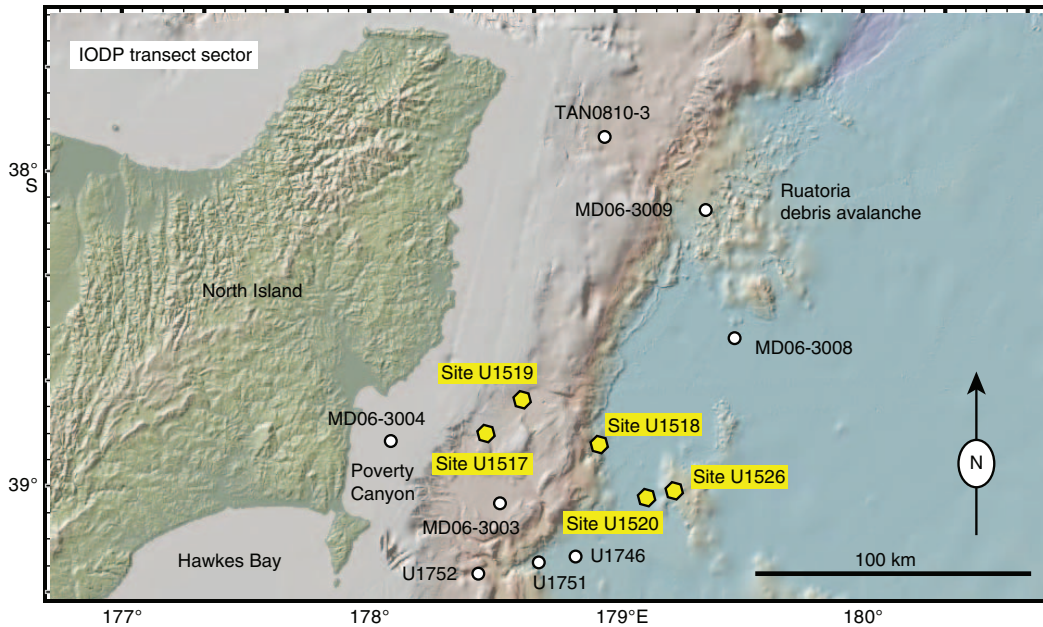 IODP transect sector
TAN0810-3
38°
S
MD06-3009
Ruatoria
debris avalanche
North Island
MD06-3008
Site U1519
MD06-3004
Site U1518
Site U1517
Poverty
Canyon
Site U1526
N
39°
MD06-3003
Site U1520
Hawkes Bay
U1752
U1751
U1746
100 km
177°
178°
179°E
180°